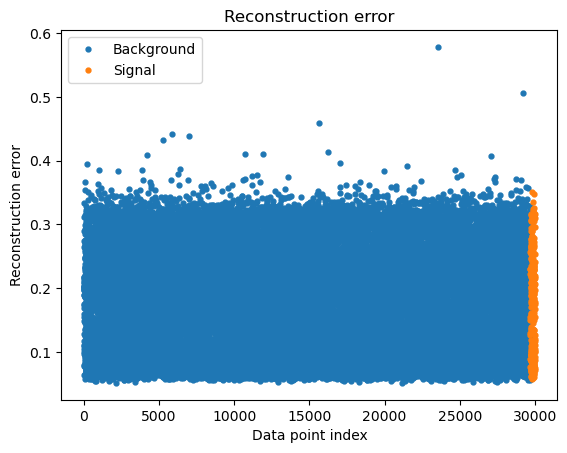 Reconstruction error
Background
Signal
Reconstruction error
0.6
0.5
0.4
0.3
0.2
0.1
0
5000
10000
15000
20000
25000
30000
Data point index